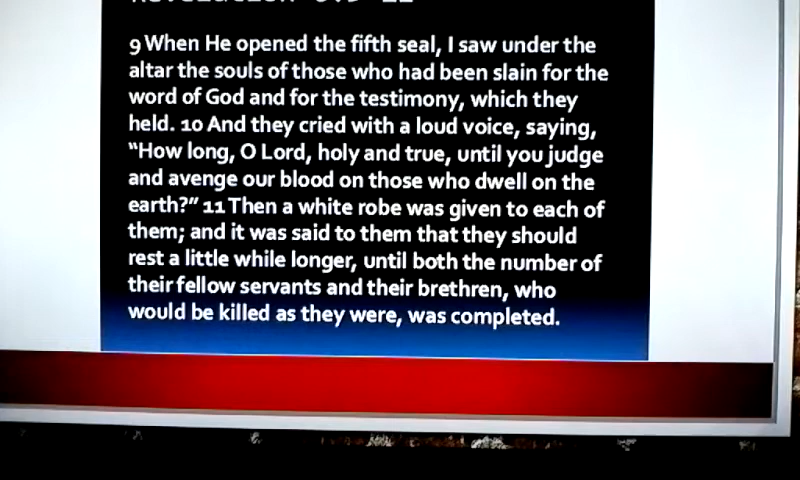 9 When He opened the fifth seal, I saw under the
altar the souls of those who had been slain for the
word of God and for the testimony, which they
held. 10 And they cried with a loud voice, saying,
“How long, O Lord, holy and true, until you judge
and avenge our blood on those who dwell on the
earth?” 11 Then a white robe was given to each of
them; and it was said to them that they should
rest a little while longer, until both the number of
their fellow servants and their brethren, who
would be killed as they were, was completed.